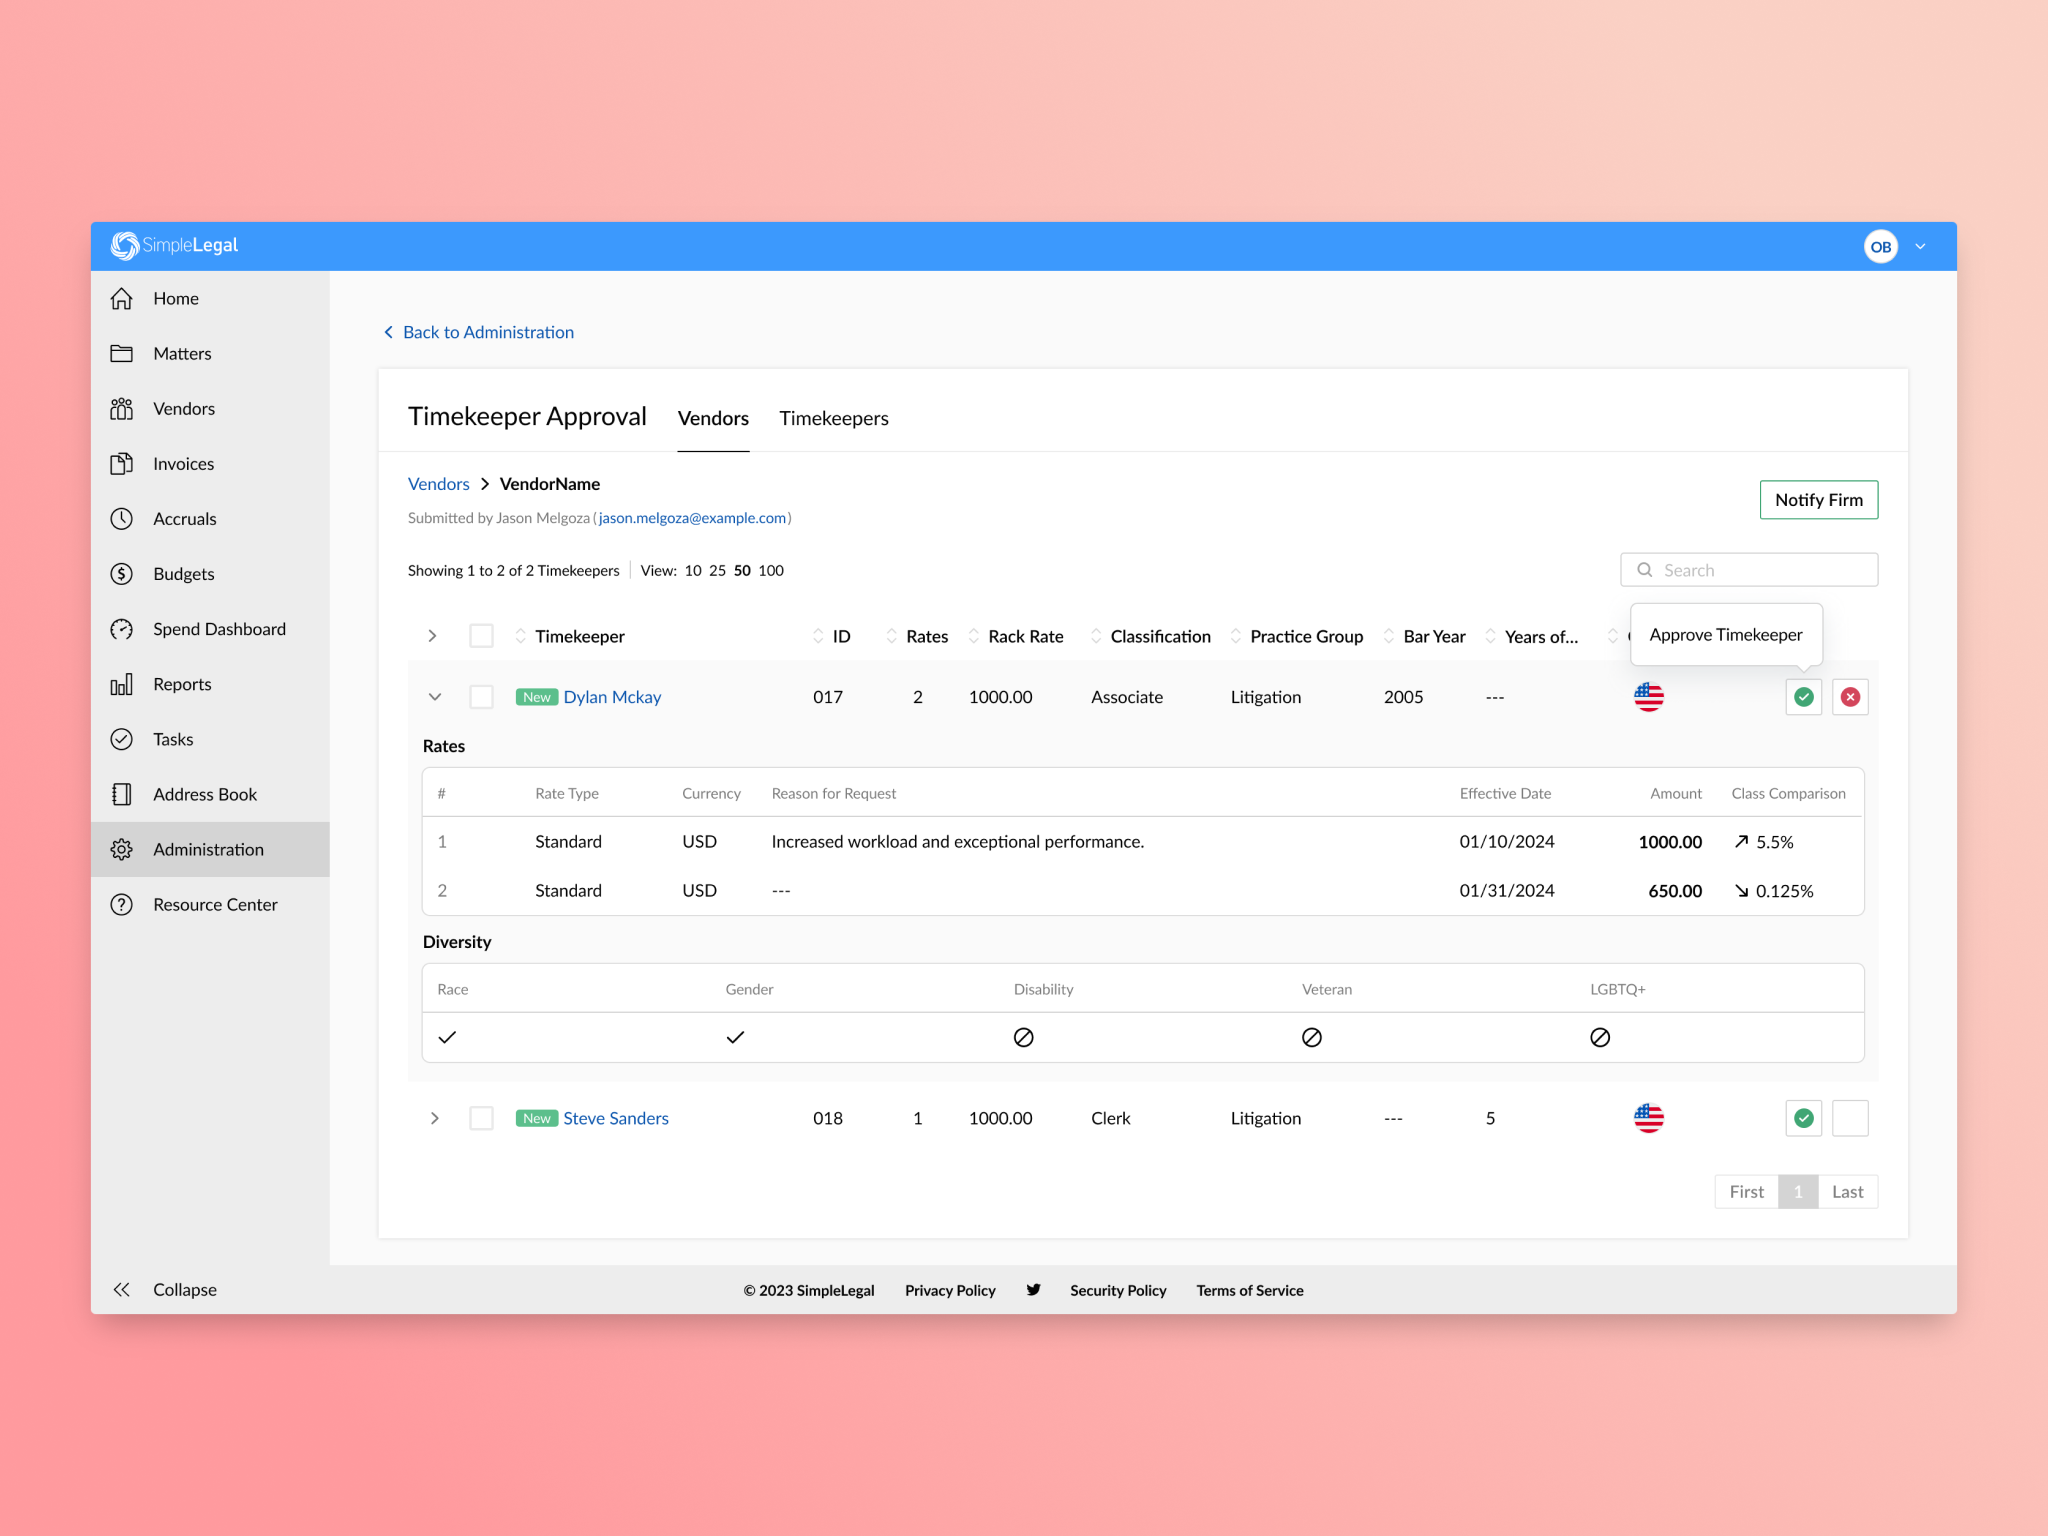 SimpleLegal
OB
Home
Matters
Vendors
Invoices
Accruals
Budgets
Spend Dashboard
Reports
Tasks
Address Book
Administration
Resource Center
Collapse
Back to Administration
Timekeeper Approval Vendors Timekeepers
Vendors > VendorName
Submitted by Jason Melgoza (jason.melgoza@example.com)
Notify Firm
Showing 1 to 2 of 2 Timekeepers View: 10 25 50 100
Search
Approve Timekeeper
Timekeeper ID Rates Rack Rate Classification Practice Group Bar Year Years of...
New Dylan Mckay 017 2 1000.00 Associate Litigation 2005 ---
Rates
# Rate Type Currency Reason for Request Effective Date Amount Class Comparison
1 Standard USD Increased workload and exceptional performance. 01/10/2024 1000.00 5.5%
2 Standard USD --- 01/31/2024 650.00 0.125%
Diversity
Race Gender Disability Veteran LGBTQ+
New Steve Sanders 018 1 1000.00 Clerk Litigation --- 5
First 1 Last
© 2023 SimpleLegal Privacy Policy Security Policy Terms of Service